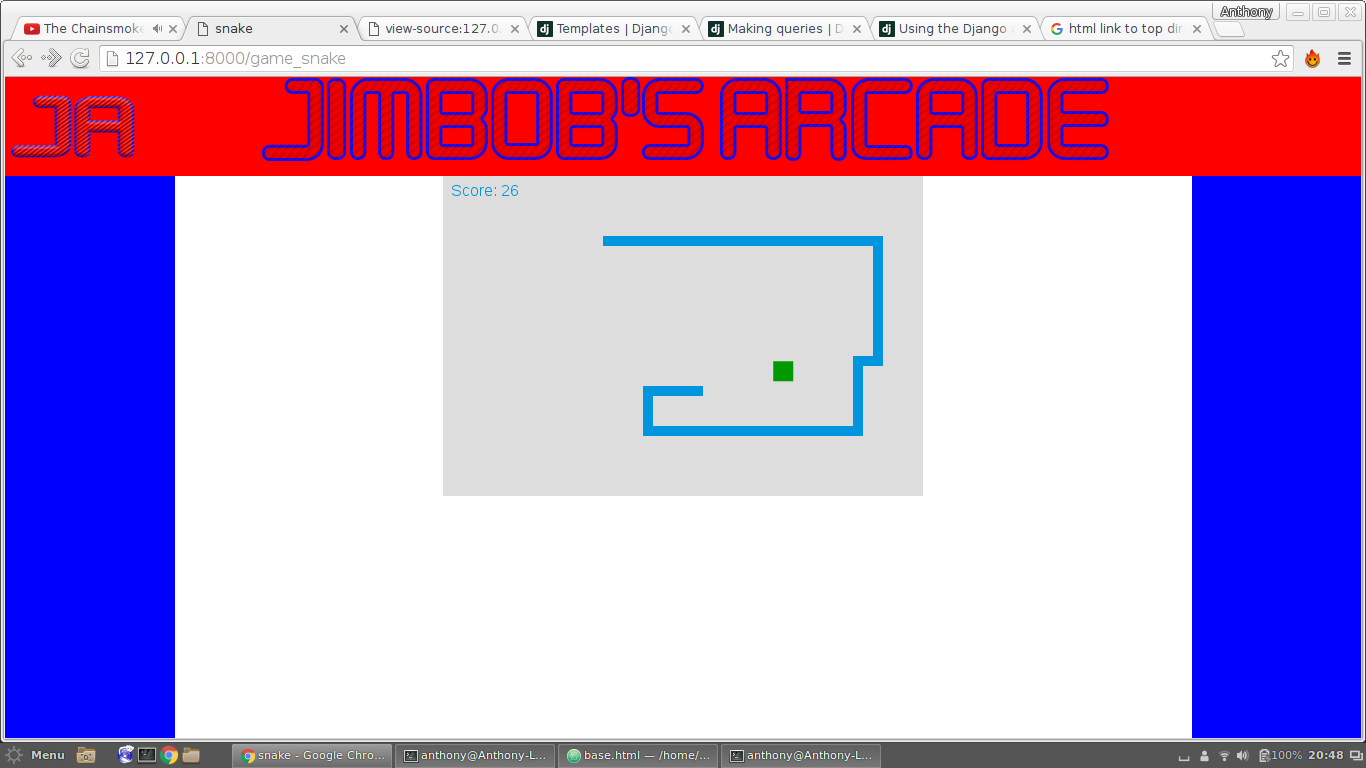 Anthony
The Chainsmok
snake
view-source:127.0.
Templates | Djang
Making queries | D
Using the Django
html link to top dir
127.0.0.1:8000/game_snake
JA
JIMBOB'S ARCADE
Score: 26
Menu
snake - Google Chro...
anthony@Anthony-L...
base.html — /home/...
anthony@Anthony-L...
100%
20:48